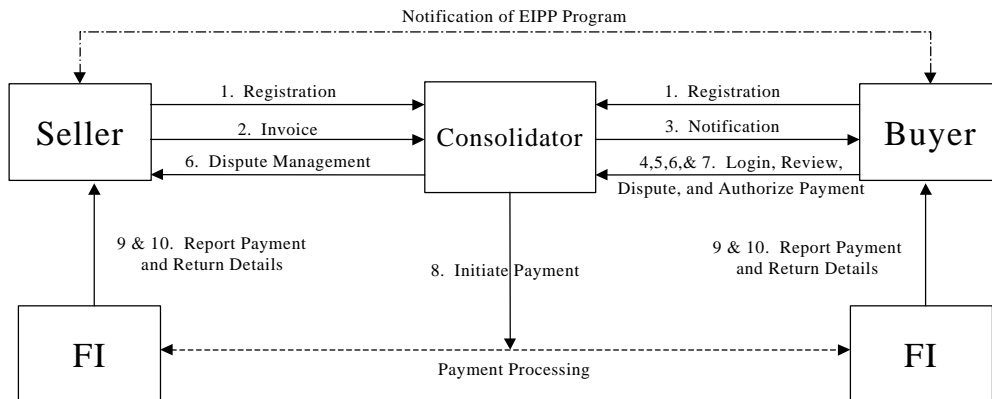 Notification of EIPP Program
1. Registration
1. Registration
Seller
2. Invoice
Consolidator
3. Notification
Buyer
6. Dispute Management
4,5,6,& 7. Login, Review,
Dispute, and Authorize Payment
9 & 10. Report Payment
and Return Details
8. Initiate Payment
9 & 10. Report Payment
and Return Details
FI
Payment Processing
FI